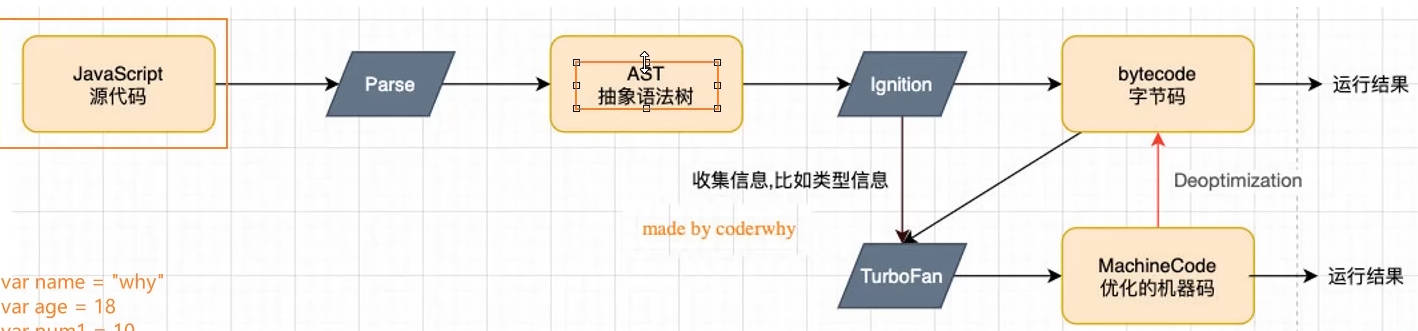 JavaScript
源代码
Parse
AST
抽象语法树
Ignition
bytecode
字节码
运行结果
收集信息,比如类型信息
Deoptimization
made by coderwhy
TurboFan
MachineCode
优化的机器码
运行结果
var name = "why"
var age = 18
var num1 = 10